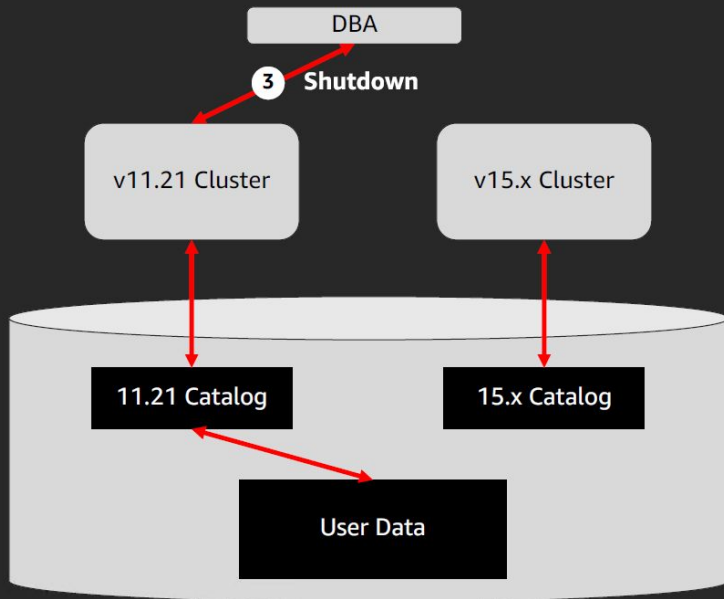 DBA
3 Shutdown
v11.21 Cluster
v15.x Cluster
11.21 Catalog
15.x Catalog
User Data